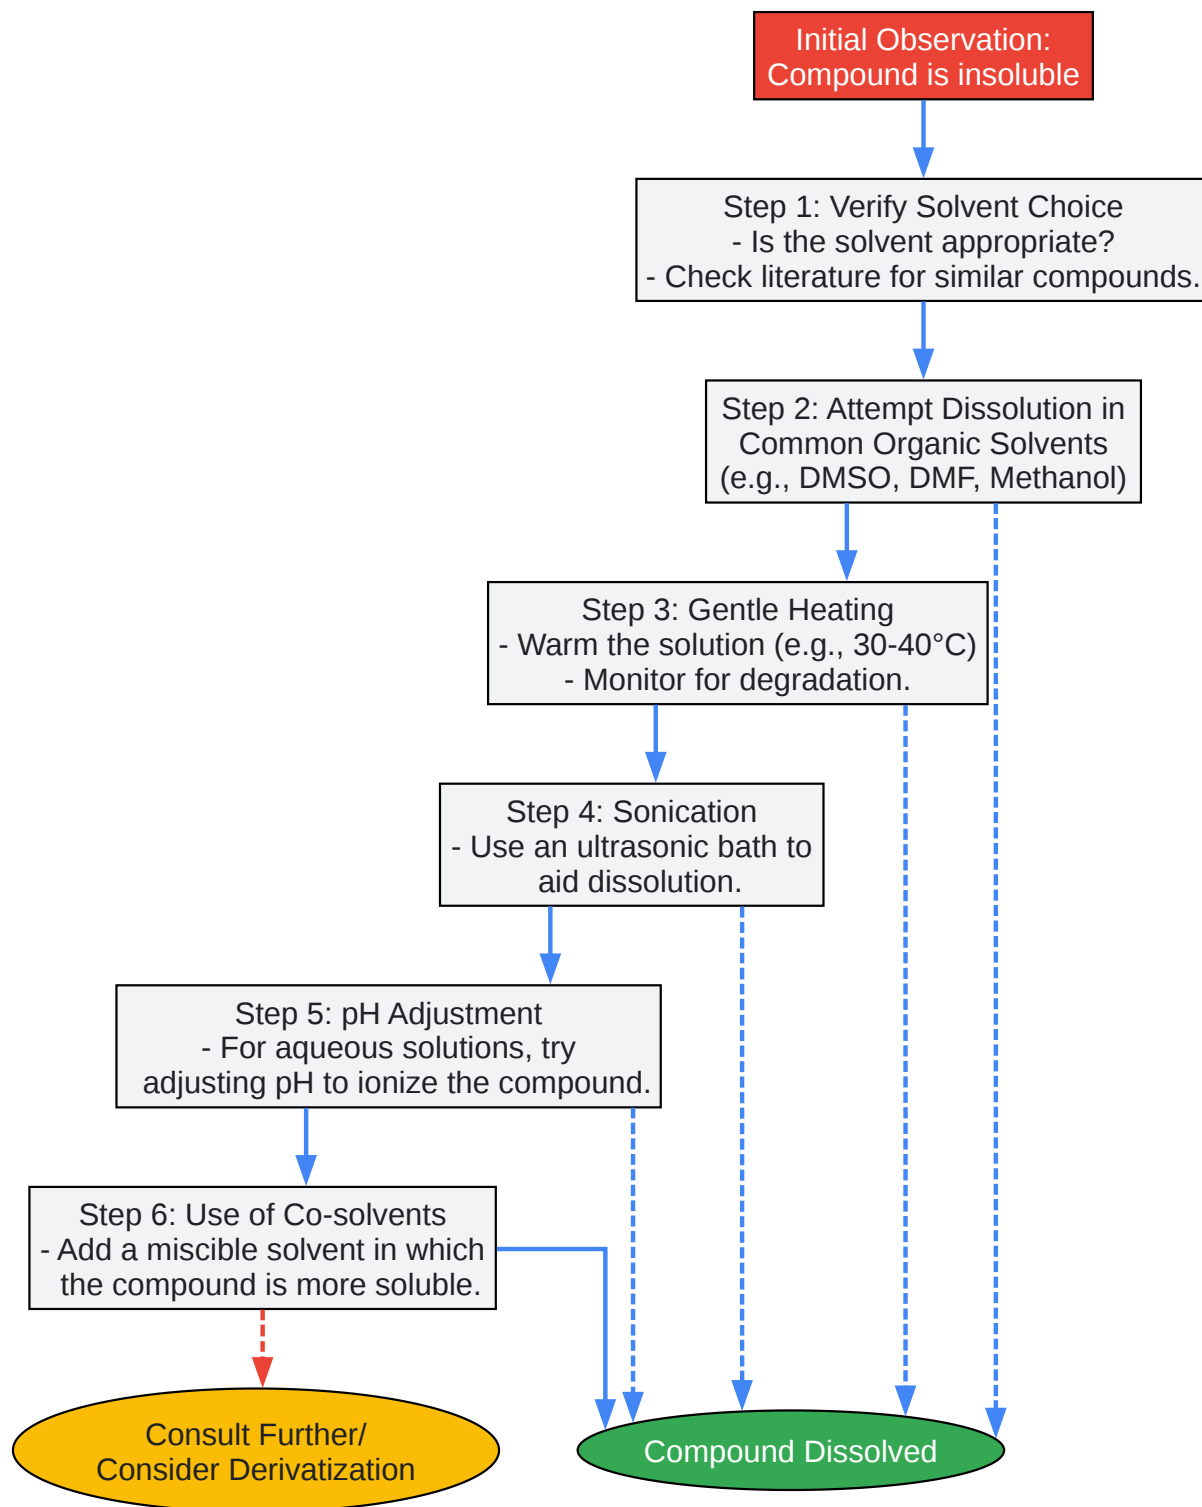 Initial Observation:
Compound is insoluble
Step 1: Verify Solvent Choice
- Is the solvent appropriate?
- Check literature for similar compounds.
Step 2: Attempt Dissolution in
Common Organic Solvents
(e.g., DMSO, DMF, Methanol)
Step 3: Gentle Heating
- Warm the solution (e.g., 30-40°C)
- Monitor for degradation.
Step 4: Sonication
- Use an ultrasonic bath to
aid dissolution.
Step 5: pH Adjustment
- For aqueous solutions, try
adjusting pH to ionize the compound.
Step 6: Use of Co-solvents
- Add a miscible solvent in which
the compound is more soluble.
Consult Further/
Consider Derivatization
Compound Dissolved